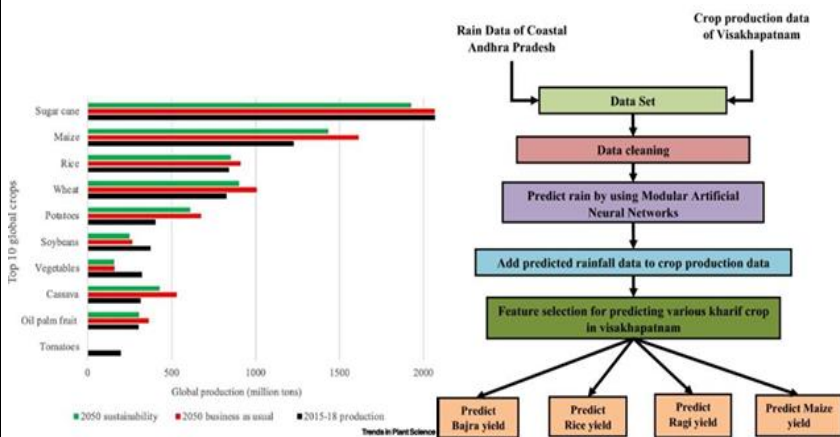 Top 10 global crops
Sugar cane
Maize
Rice
Wheat
Potatoes
Soybeans
Vegetables
Cassava
Oil palm fruit
Tomatoes
0
500
1000
1500
2000
Global production (million tons)
2050 sustainability
2050 business as usual
2015-18 production
Trends in Plant Science
Rain Data of Coastal
Andhra Pradesh
Crop production data
of Visakhapatnam
Data Set
Data cleaning
Predict rain by using Modular Artificial
Neural Networks
Add predicted rainfall data to crop production data
Feature selection for predicting various kharif crop
in visakhapatnam
Predict
Bajra yield
Predict
Rice yield
Predict
Ragi yield
Predict Maize
yield